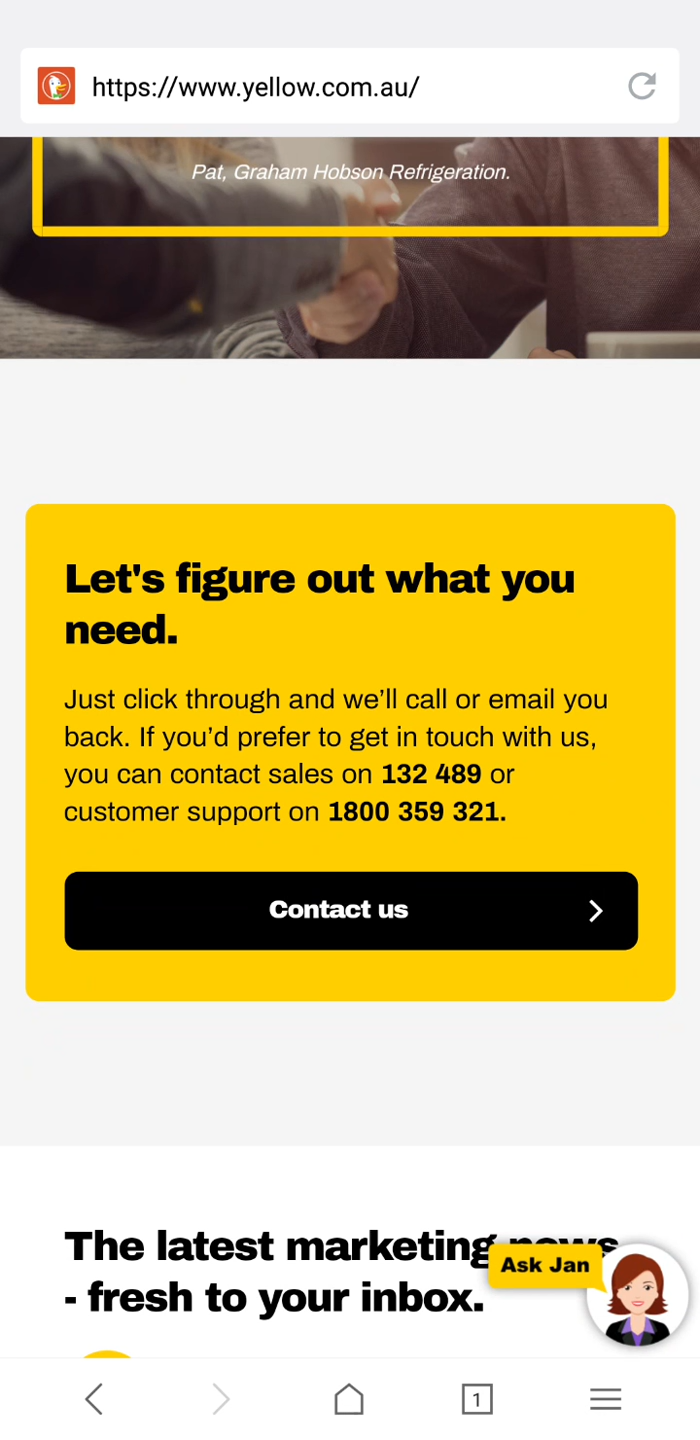 https://www.yellow.com.au/
Pat, Graham Hobson Refrigeration.
Let's figure out what you
need.
Just click through and we’ll call or email you
back. If you’d prefer to get in touch with us,
you can contact sales on 132 489 or
customer support on 1800 359 321.
Contact us
The latest marketing news
- fresh to your inbox.
Ask Jan
1